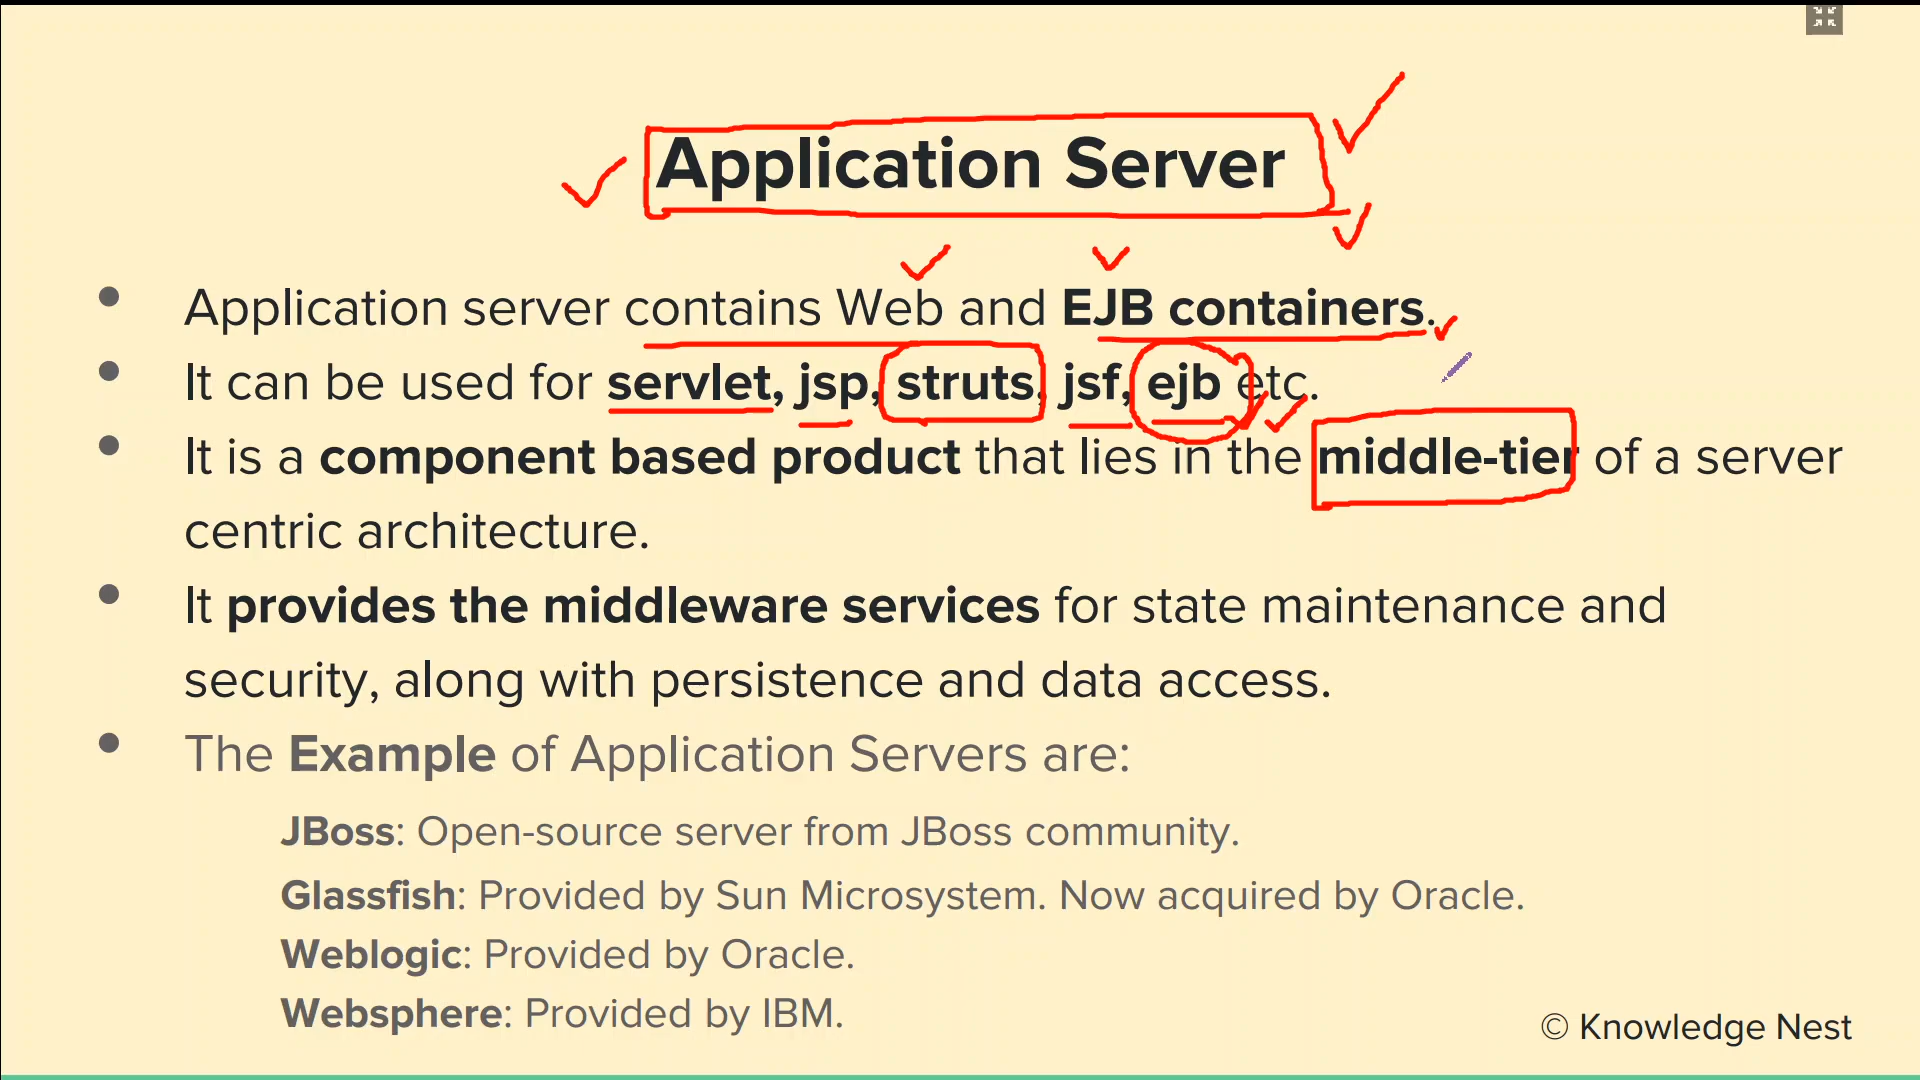 Application Server
• Application server contains Web and EJB containers.
• It can be used for servlet, jsp, struts, jsf, ejb etc.
• It is a component based product that lies in the middle-tier of a server
centric architecture.
• It provides the middleware services for state maintenance and
security, along with persistence and data access.
• The Example of Application Servers are:
JBoss: Open-source server from JBoss community.
Glassfish: Provided by Sun Microsystem. Now acquired by Oracle.
Weblogic: Provided by Oracle.
Websphere: Provided by IBM.
© Knowledge Nest